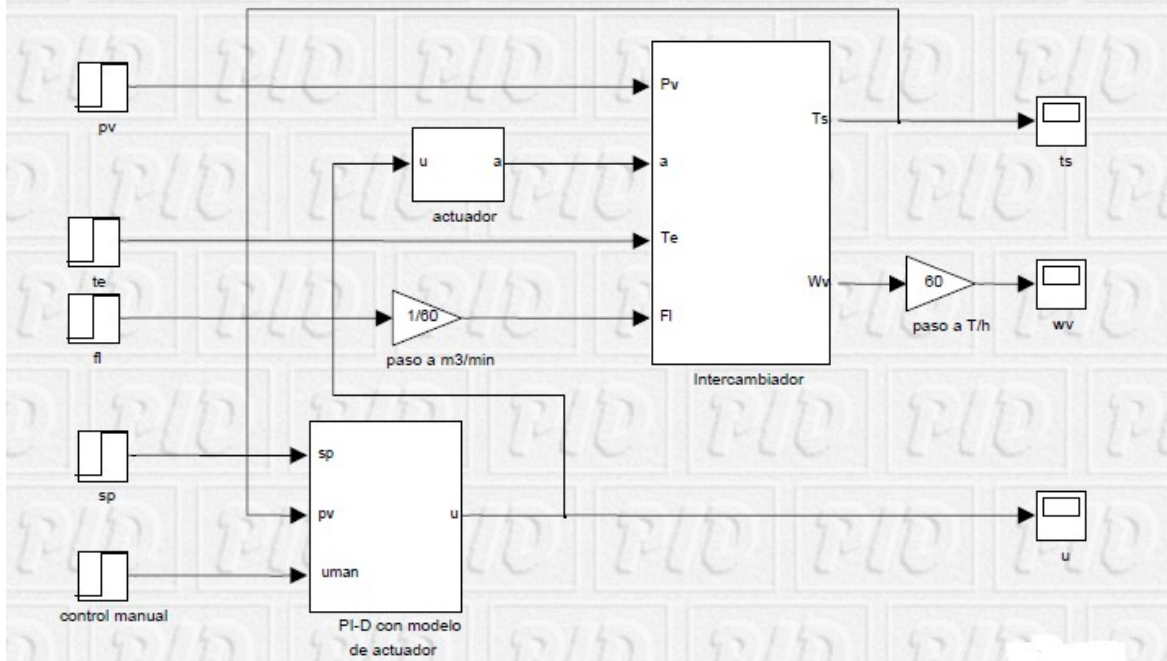 pv
te
fl
sp
control manual
u
a
actuador
1/60
paso a m3/min
sp
pv
uman
u
PI-D con modelo
de actuador
Pv
a
Te
Fl
Ts
Wv
Intercambiador
60
paso a T/h
ts
wv
u